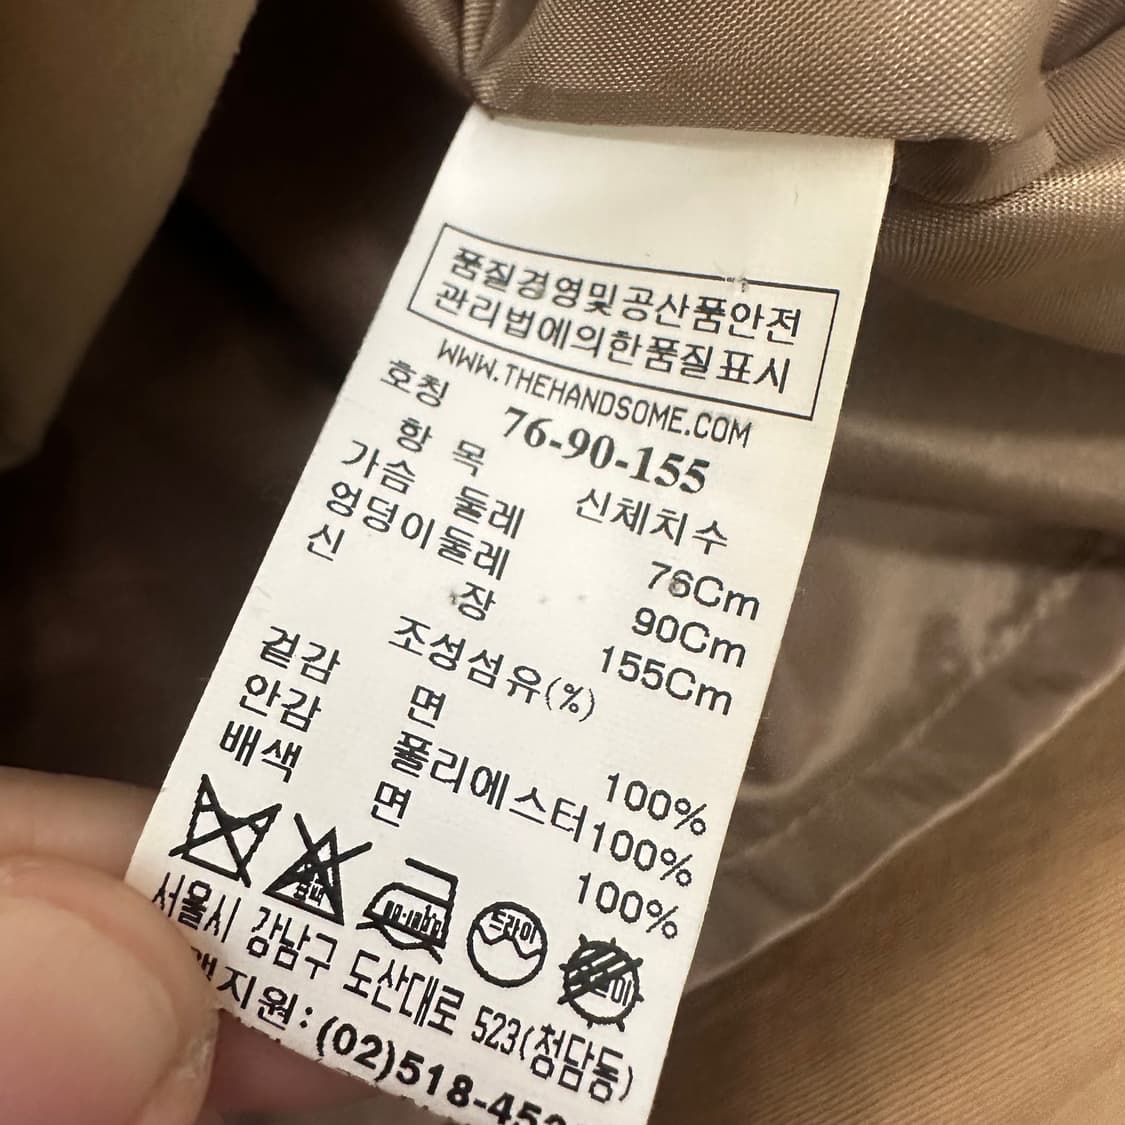 품질경영및공산품안전
관리법에의한품질표시
WWW.THEHANDSOME.COM
호칭 76-90-155
항 목 신체치수
가슴 둘레 76Cm
엉덩이둘레 90Cm
신 장 155Cm
조성섬유(%)
겉감 면 100%
안감 폴리에스터 100%
배색 면 100%
드라이
서울시 강남구 도산대로 523(청담동)
지원:(02)518-45